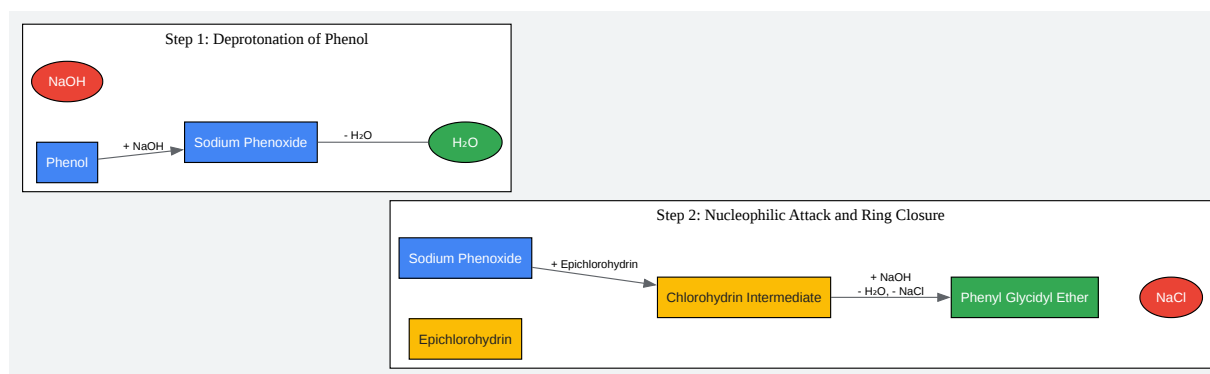 Step 1: Deprotonation of Phenol
NaOH
Phenol
+ NaOH
Sodium Phenoxide
- H₂O
H₂O
Step 2: Nucleophilic Attack and Ring Closure
Sodium Phenoxide
+ Epichlorohydrin
Epichlorohydrin
Chlorohydrin Intermediate
+ NaOH
- H₂O, - NaCl
Phenyl Glycidyl Ether
NaCl